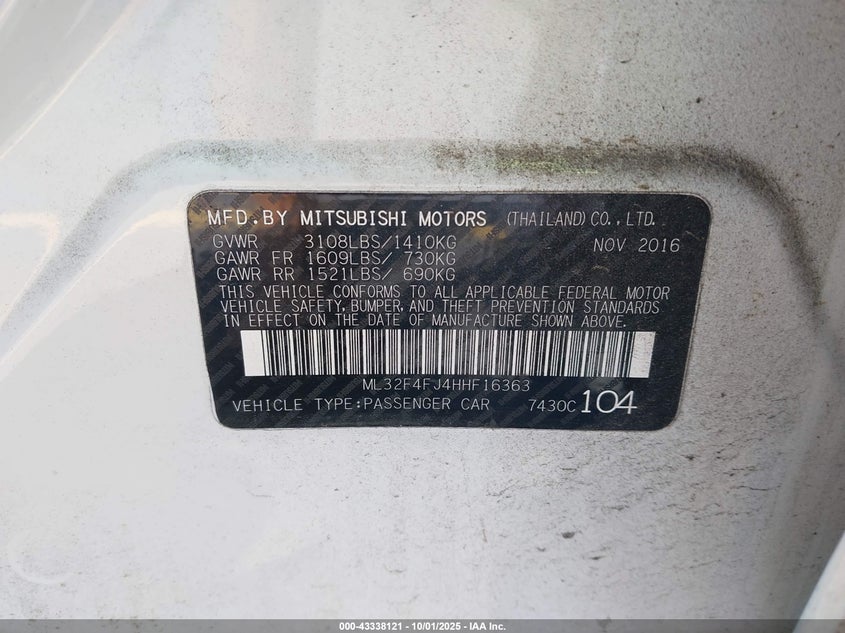 MFD.BY MITSUBISHI MOTORS (THAILAND) CO.,LTD.
GVWR 3108LBS/1410KG NOV 2016
GAWR FR 1609LBS/ 730KG
GAWR RR 1521LBS/ 690KG
THIS VEHICLE CONFORMS TO ALL APPLICABLE FEDERAL MOTOR
VEHICLE SAFETY, BUMPER, AND THEFT PREVENTION STANDARDS
IN EFFECT ON THE DATE OF MANUFACTURE SHOWN ABOVE.
ML32F4FJ4HHF16363
VEHICLE TYPE:PASSENGER CAR 7430C 104
000-43338121 - 10/01/2025 - IAA Inc.